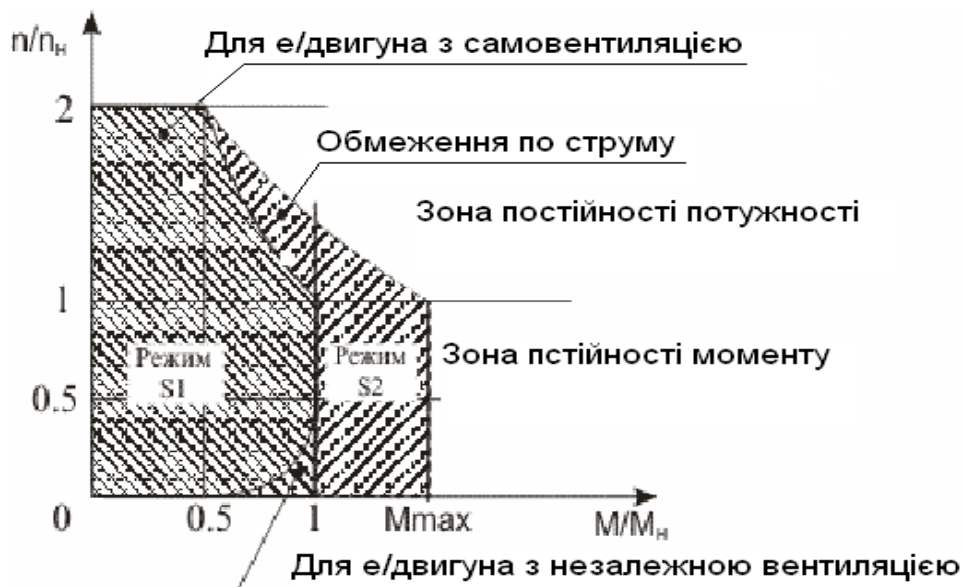 n/nн
Для е/двигуна з самовентиляцією
2
Обмеження по струму
Зона постійності потужності
1
Режим
S1
Режим
S2
Зона пстійності моменту
0.5
0
0.5
1
Mmax
M/Mн
Для е/двигуна з незалежною вентиляцією